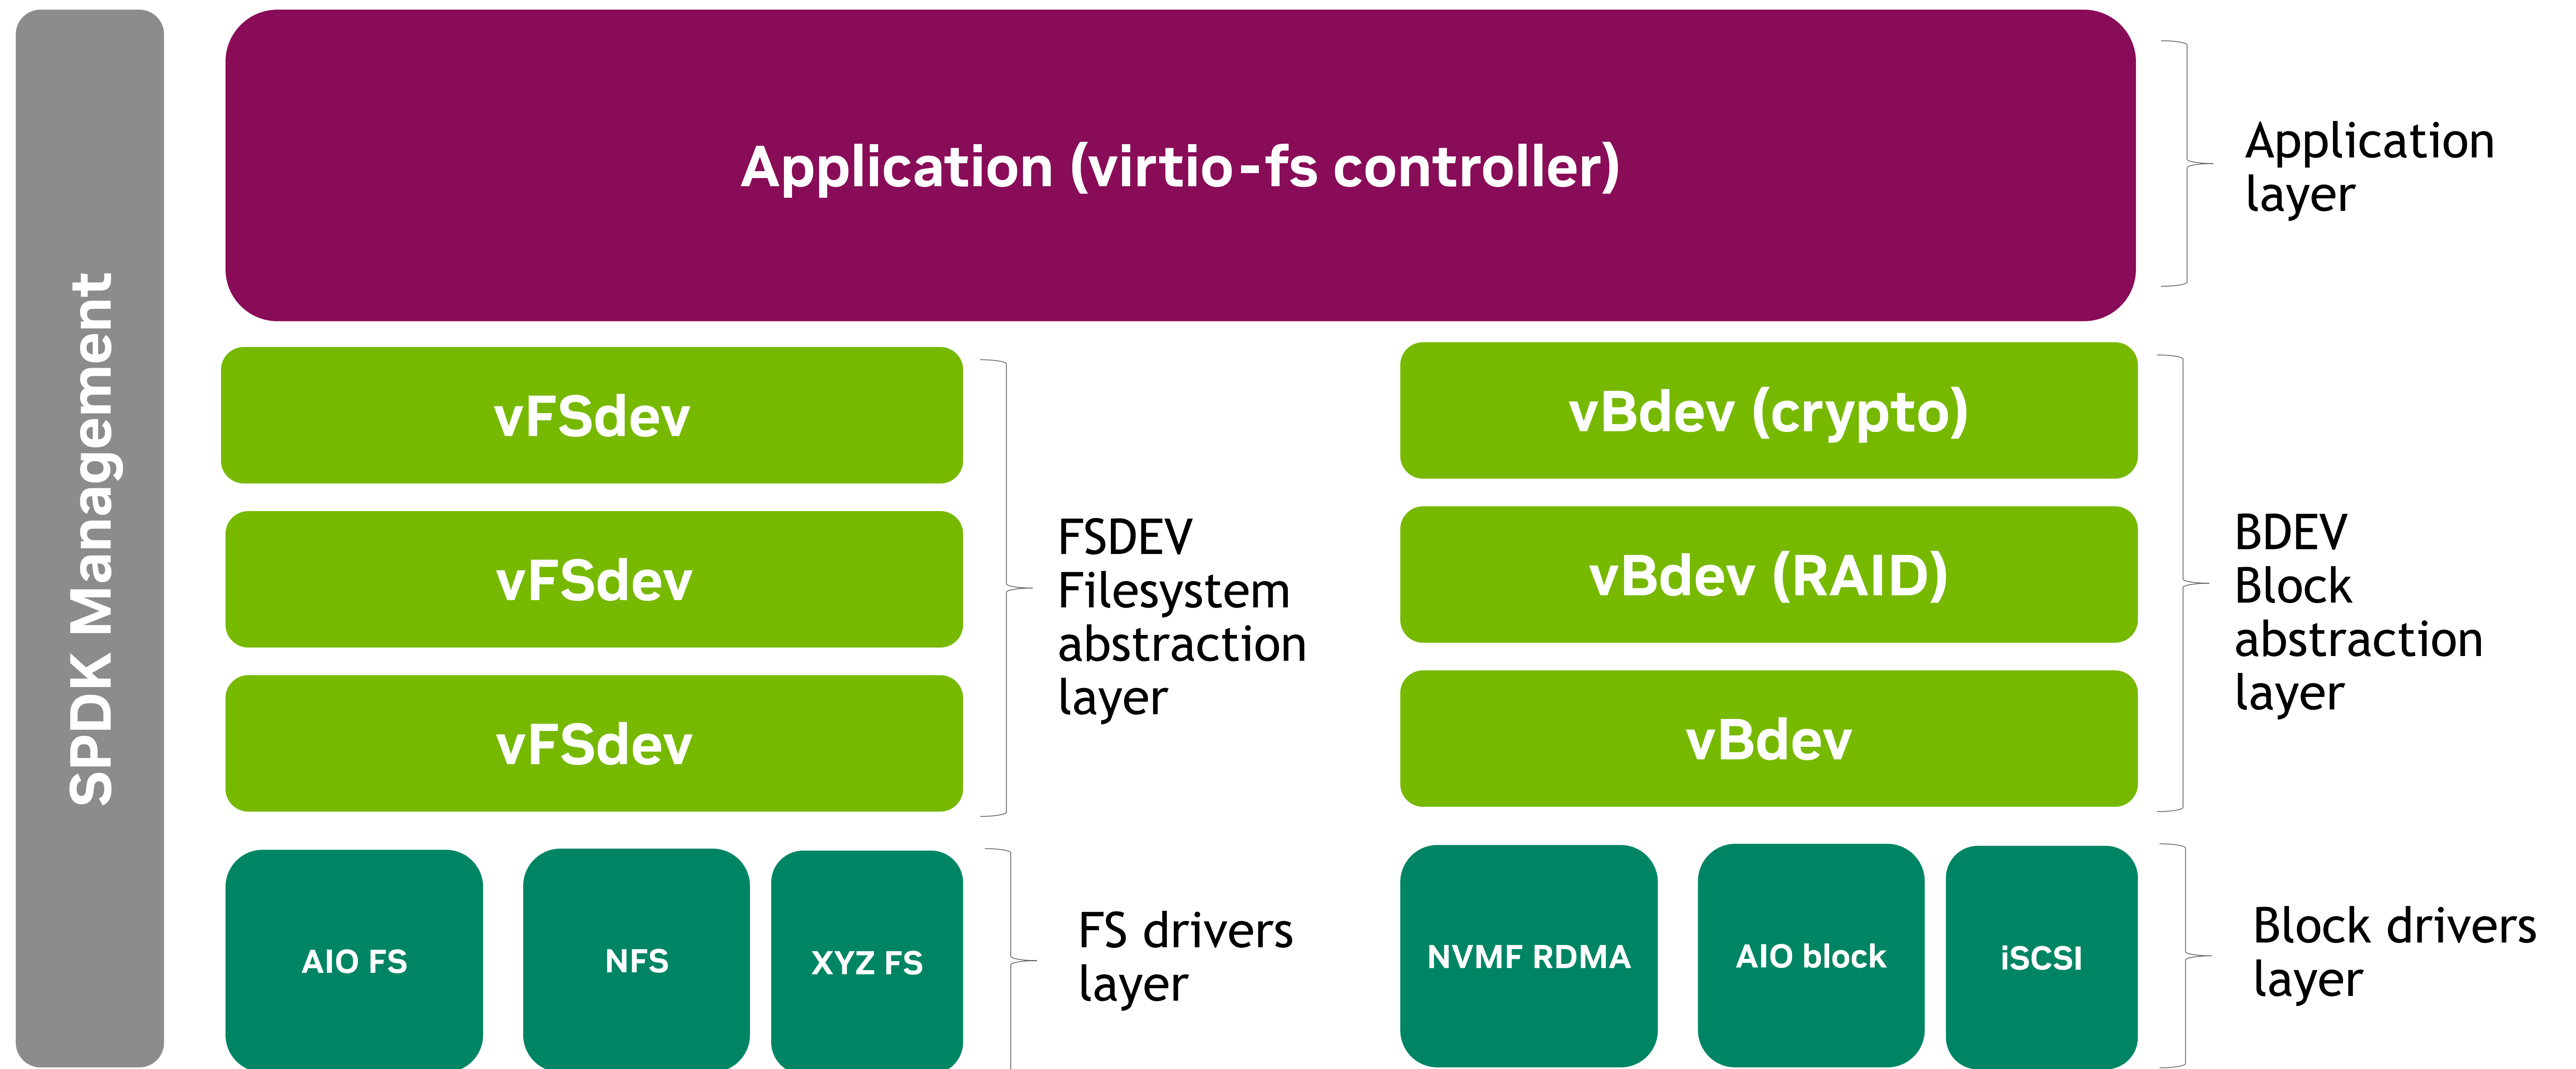 SPDK Management
Application (virtio-fs controller)
Application
layer
vFSdev
vFSdev
vFSdev
FSDEV
Filesystem
abstraction
layer
vBdev (crypto)
vBdev (RAID)
vBdev
BDEV
Block
abstraction
layer
AIO FS
NFS
XYZ FS
FS drivers
layer
NVMF RDMA
AIO block
iSCSI
Block drivers
layer